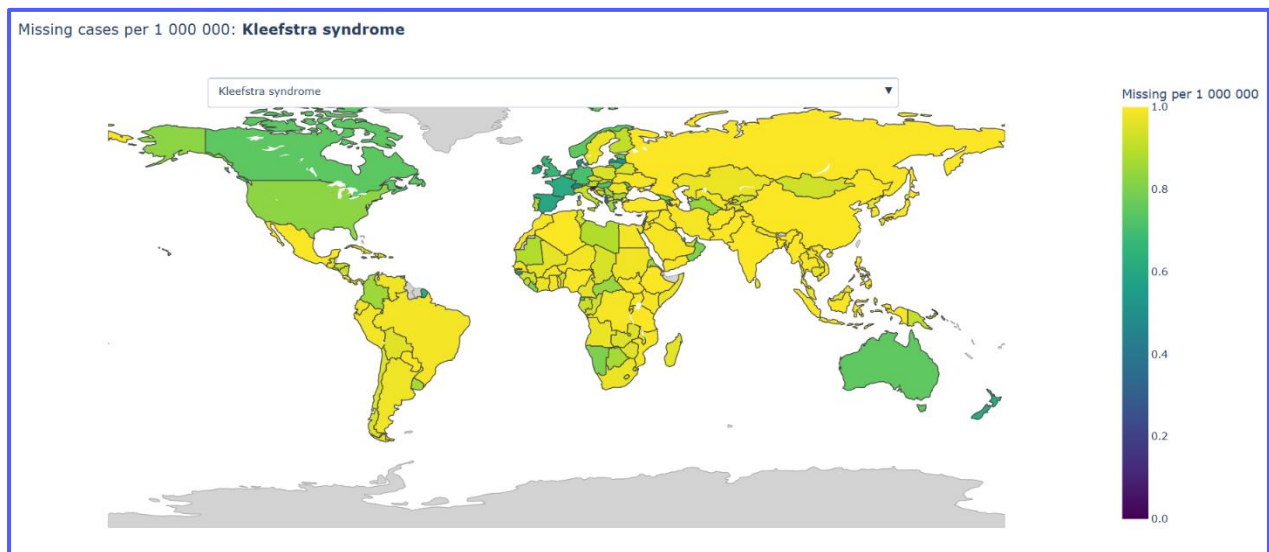 Missing cases per 1 000 000: Kleefstra syndrome
Kleefstra syndrome
Missing per 1 000 000
1.0
0.8
0.6
0.4
0.2
0.0